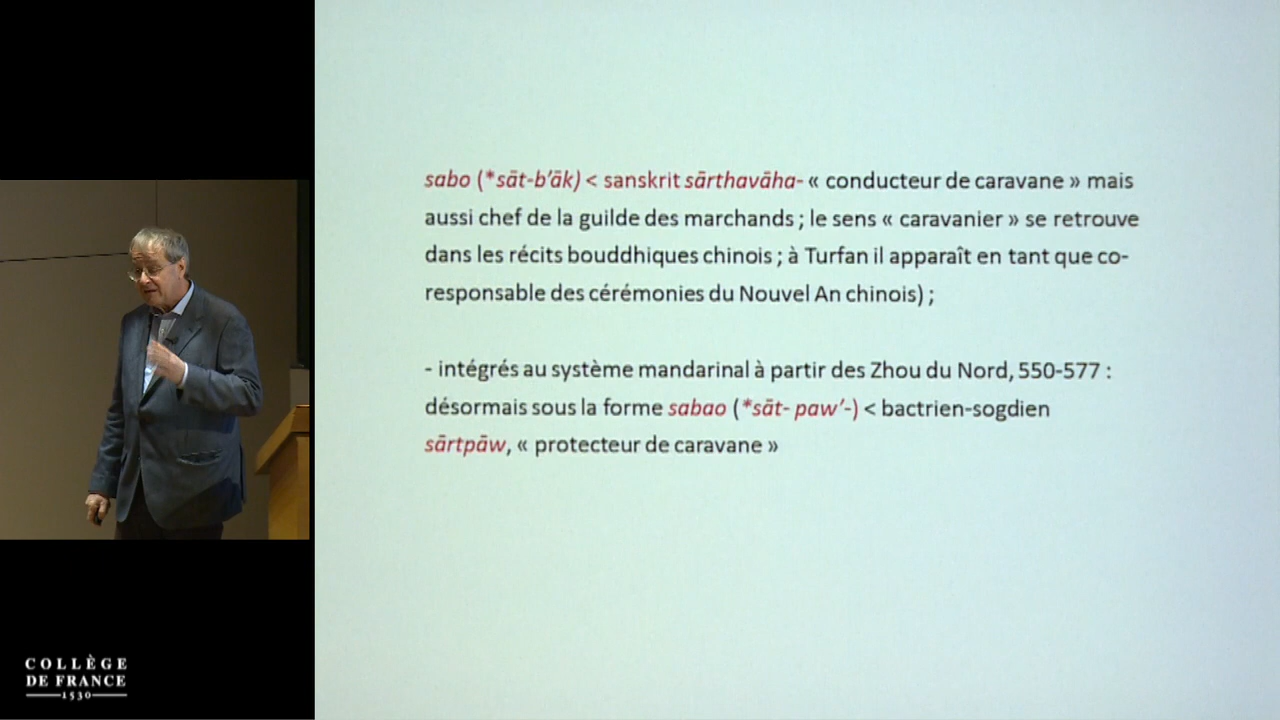 sabo (*sāt-b’āk) < sanskrit sārthavāha- « conducteur de caravane » mais
aussi chef de la guilde des marchands ; le sens « caravanier » se retrouve
dans les récits bouddhiques chinois ; à Turfan il apparaît en tant que co-
responsable des cérémonies du Nouvel An chinois) ;
- intégrés au système mandarinal à partir des Zhou du Nord, 550-577 :
désormais sous la forme sabao (*sāt- paw’-) < bactrien-sogdien
sārtpāw, « protecteur de caravane »
COLLÈGE
DE FRANCE
1530